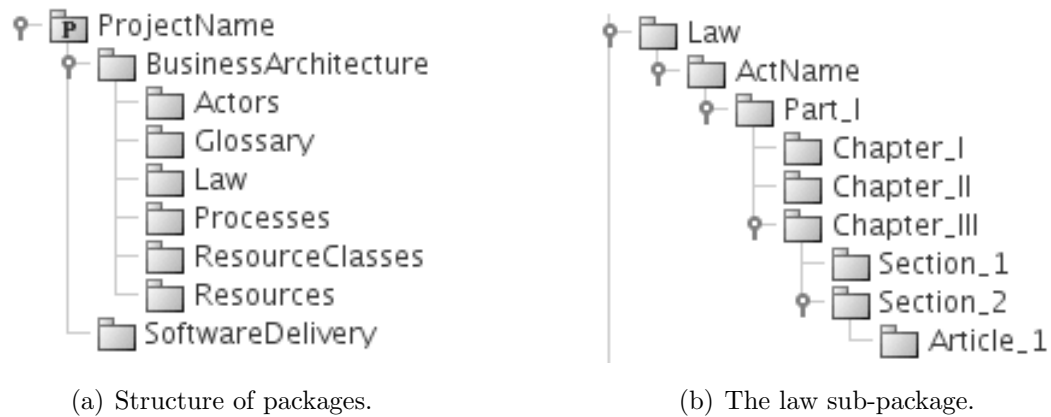 P ProjectName
BusinessArchitecture
Actors
Glossary
Law
Processes
ResourceClasses
Resources
SoftwareDelivery
(a) Structure of packages.
Law
ActName
Part_I
Chapter_I
Chapter_II
Chapter_III
Section_1
Section_2
Article_1
(b) The law sub-package.